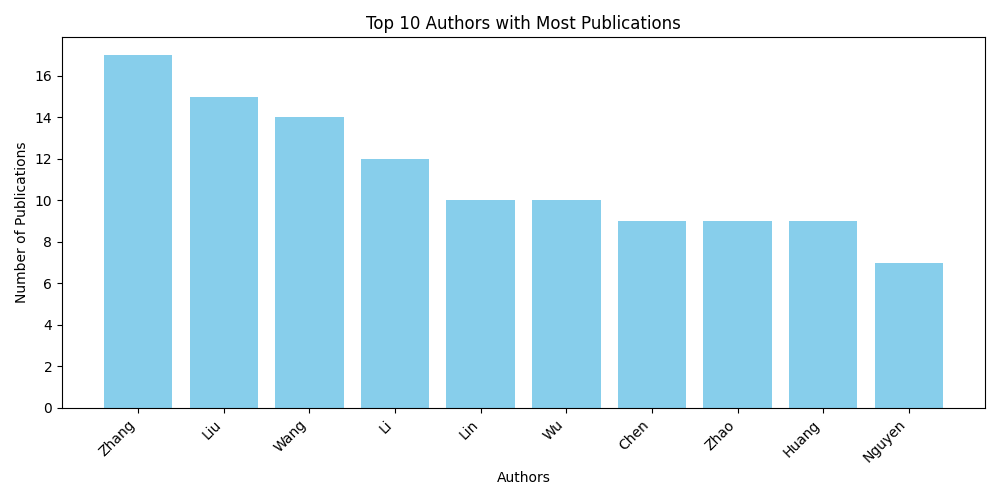 Top 10 Authors with Most Publications
Number of Publications
16
14
12
10
8
6
4
2
0
Zhang
Liu
Wang
Li
Lin
Wu
Chen
Zhao
Huang
Nguyen
Authors